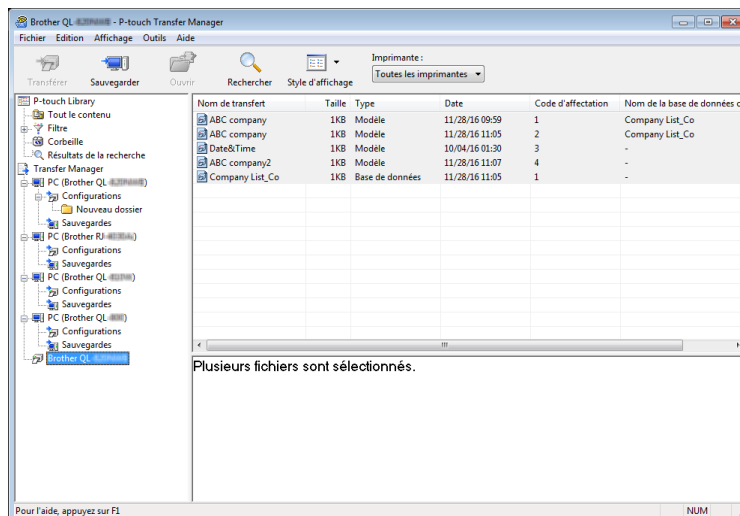 Brother QL- - P-touch Transfer Manager
Fichier Edition Affichage Outils Aide
Transférer Sauvegarder Ouvrir Rechercher Style d'affichage
Imprimante :
Toutes les imprimantes
P-touch Library
Tout le contenu
Filtre
Corbeille
Résultats de la recherche
Transfer Manager
PC (Brother QL- )
Configurations
Nouveau dossier
Sauvegardes
PC (Brother RJ- )
Configurations
Sauvegardes
PC (Brother QL- )
Configurations
Sauvegardes
PC (Brother QL- )
Configurations
Sauvegardes
Brother QL-
Nom de transfert Taille Type Date Code d'affectation Nom de la base de données
ABC company 1KB Modèle 11/28/16 09:59 1 Company List_Co
ABC company 1KB Modèle 11/28/16 11:05 2 Company List_Co
Date&Time 1KB Modèle 10/04/16 01:30 3 -
ABC company2 1KB Modèle 11/28/16 11:07 4 -
Company List_Co 1KB Base de données 11/28/16 11:05 1 -
Plusieurs fichiers sont sélectionnés.
Pour l'aide, appuyez sur F1
NUM